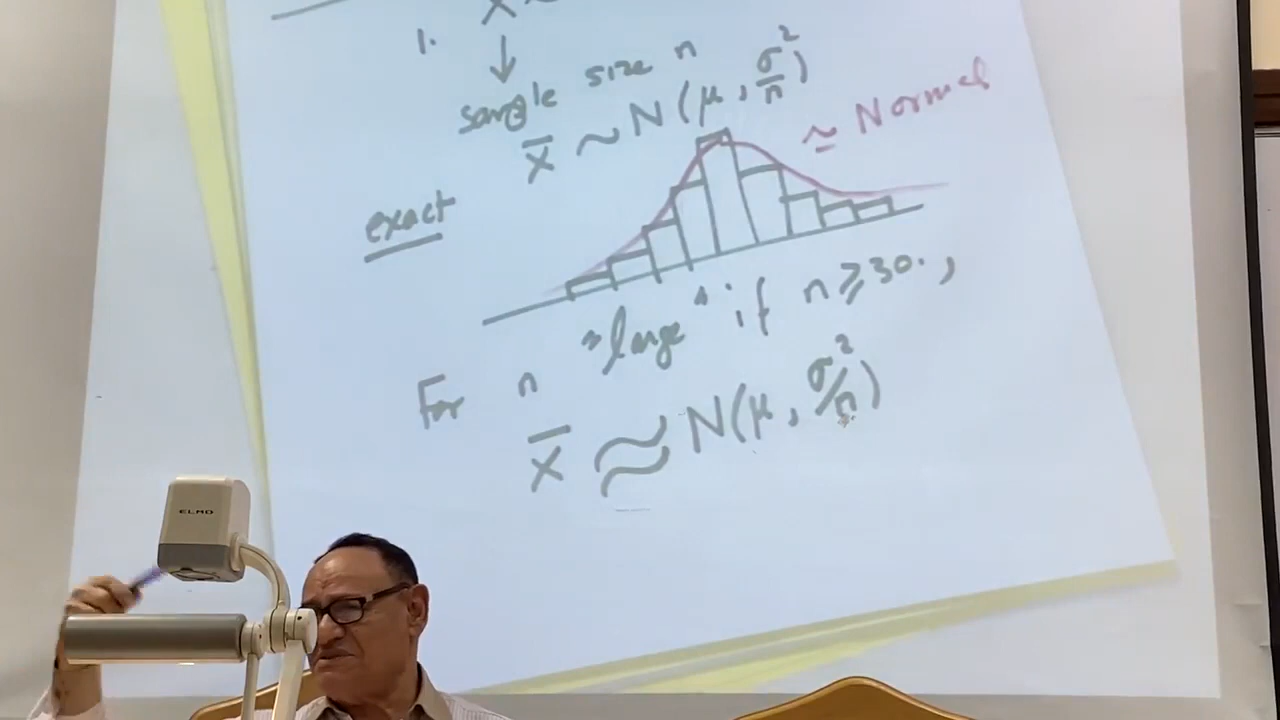 1. X ~
sample size n
X̄ ~ N(μ, σ²/n)
≃ Normal
exact
"large" if n ≥ 30.,
For n
X̄ ≈ N(μ, σ²/n)
ELMO